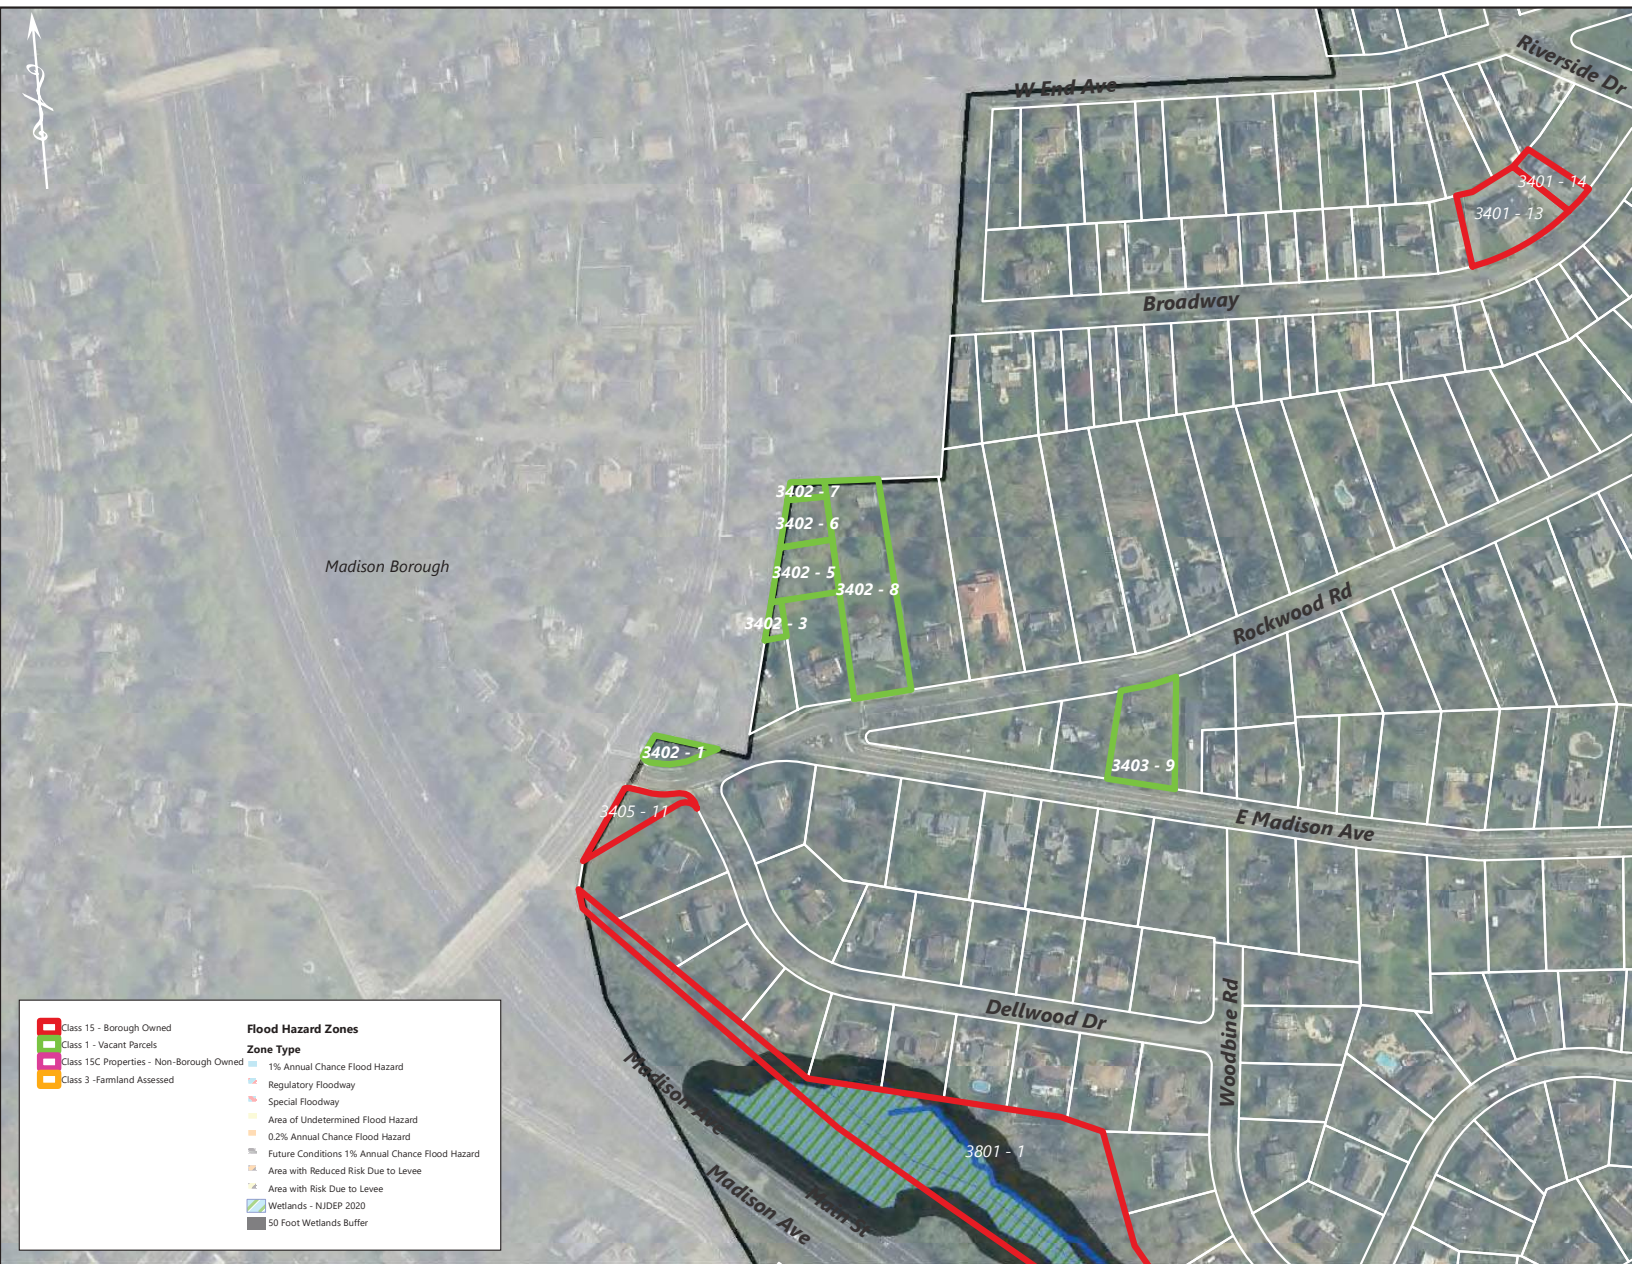 Riverside Dr
W End Ave
3401 - 14
3401 - 13
Broadway
3402 - 7
3402 - 6
Madison Borough
3402 - 5
3402 - 8
Rockwood Rd
3402 - 3
3402 - 1
3403 - 9
3405 - 11
E Madison Ave
Dellwood Dr
Woodbine Rd
Madison Ave
3801 - 1
Madison Ave
Main St
Class 15 - Borough Owned
Class 1 - Vacant Parcels
Class 15C Properties - Non-Borough Owned
Class 3 -Farmland Assessed
Flood Hazard Zones
Zone Type
1% Annual Chance Flood Hazard
Regulatory Floodway
Special Floodway
Area of Undetermined Flood Hazard
0.2% Annual Chance Flood Hazard
Future Conditions 1% Annual Chance Flood Hazard
Area with Reduced Risk Due to Levee
Area with Risk Due to Levee
Wetlands - NJDEP 2020
50 Foot Wetlands Buffer